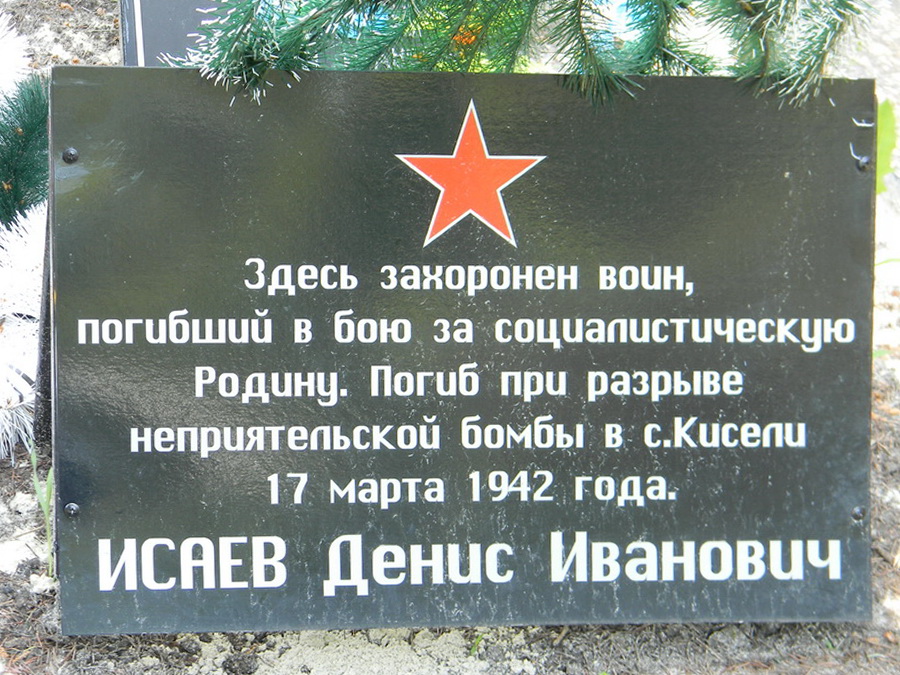 Здесь захоронен воин,
погибший в бою за социалистическую
Родину. Погиб при разрыве
неприятельской бомбы в с.Кисели
17 марта 1942 года.
ИСАЕВ Денис Иванович